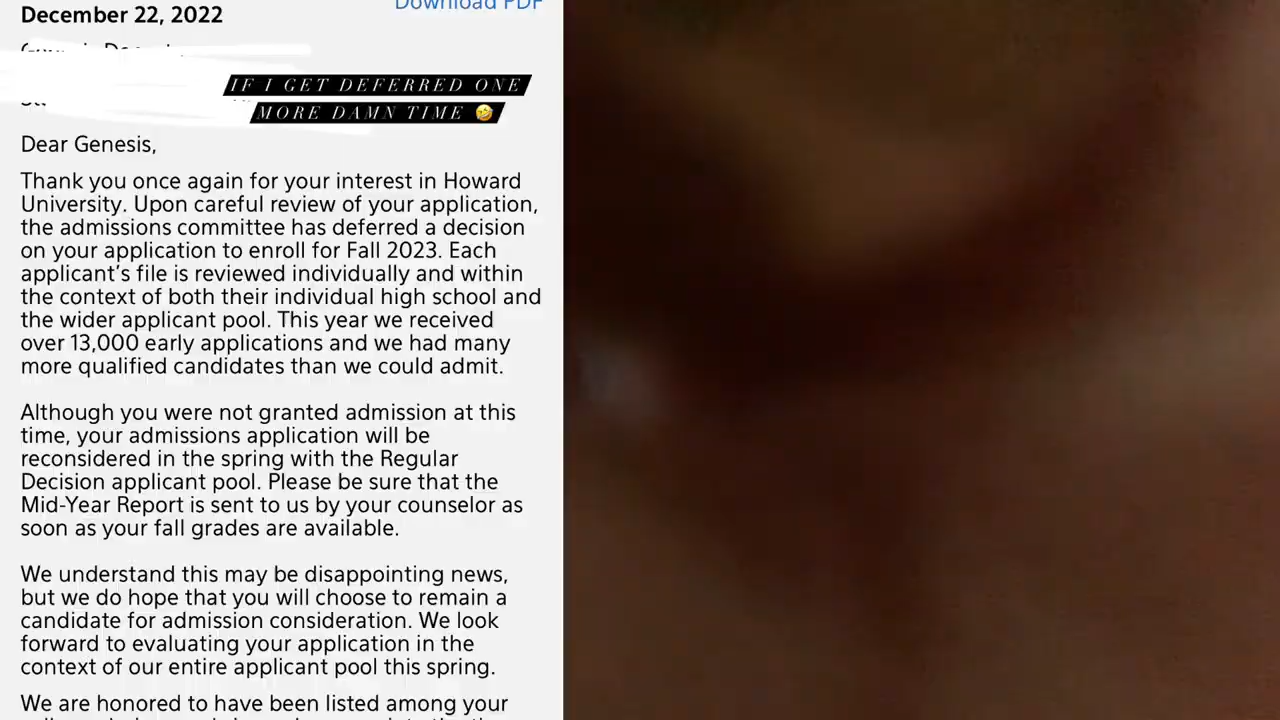 Download PDF
December 22, 2022
IF I GET DEFERRED ONE
MORE DAMN TIME 🤣
Dear Genesis,
Thank you once again for your interest in Howard
University. Upon careful review of your application,
the admissions committee has deferred a decision
on your application to enroll for Fall 2023. Each
applicant's file is reviewed individually and within
the context of both their individual high school and
the wider applicant pool. This year we received
over 13,000 early applications and we had many
more qualified candidates than we could admit.
Although you were not granted admission at this
time, your admissions application will be
reconsidered in the spring with the Regular
Decision applicant pool. Please be sure that the
Mid-Year Report is sent to us by your counselor as
soon as your fall grades are available.
We understand this may be disappointing news,
but we do hope that you will choose to remain a
candidate for admission consideration. We look
forward to evaluating your application in the
context of our entire applicant pool this spring.
We are honored to have been listed among your